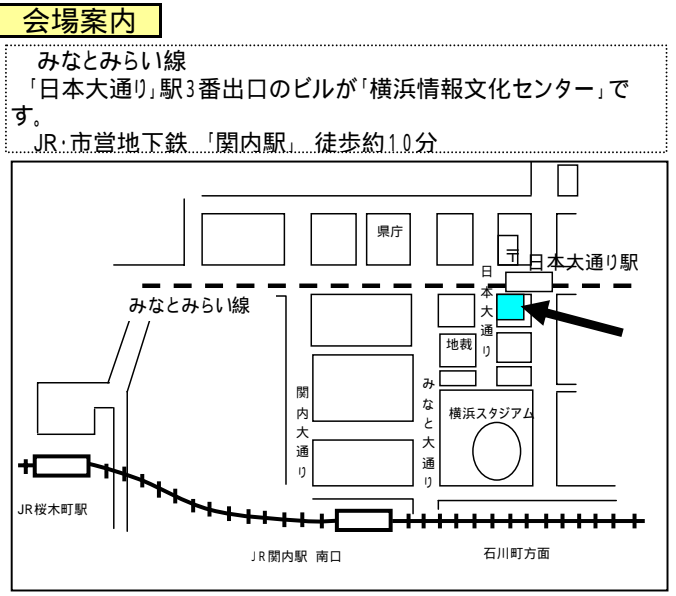 会場案内
みなとみらい線
「日本大通り」駅3番出口のビルが「横浜情報文化センター」で
す。
JR・市営地下鉄 「関内駅」 徒歩約10分
県庁
〒
日本大通り駅
日本大通り
みなとみらい線
地裁
関内大通り
みなと大通り
横浜スタジアム
JR桜木町駅
JR関内駅 南口
石川町方面